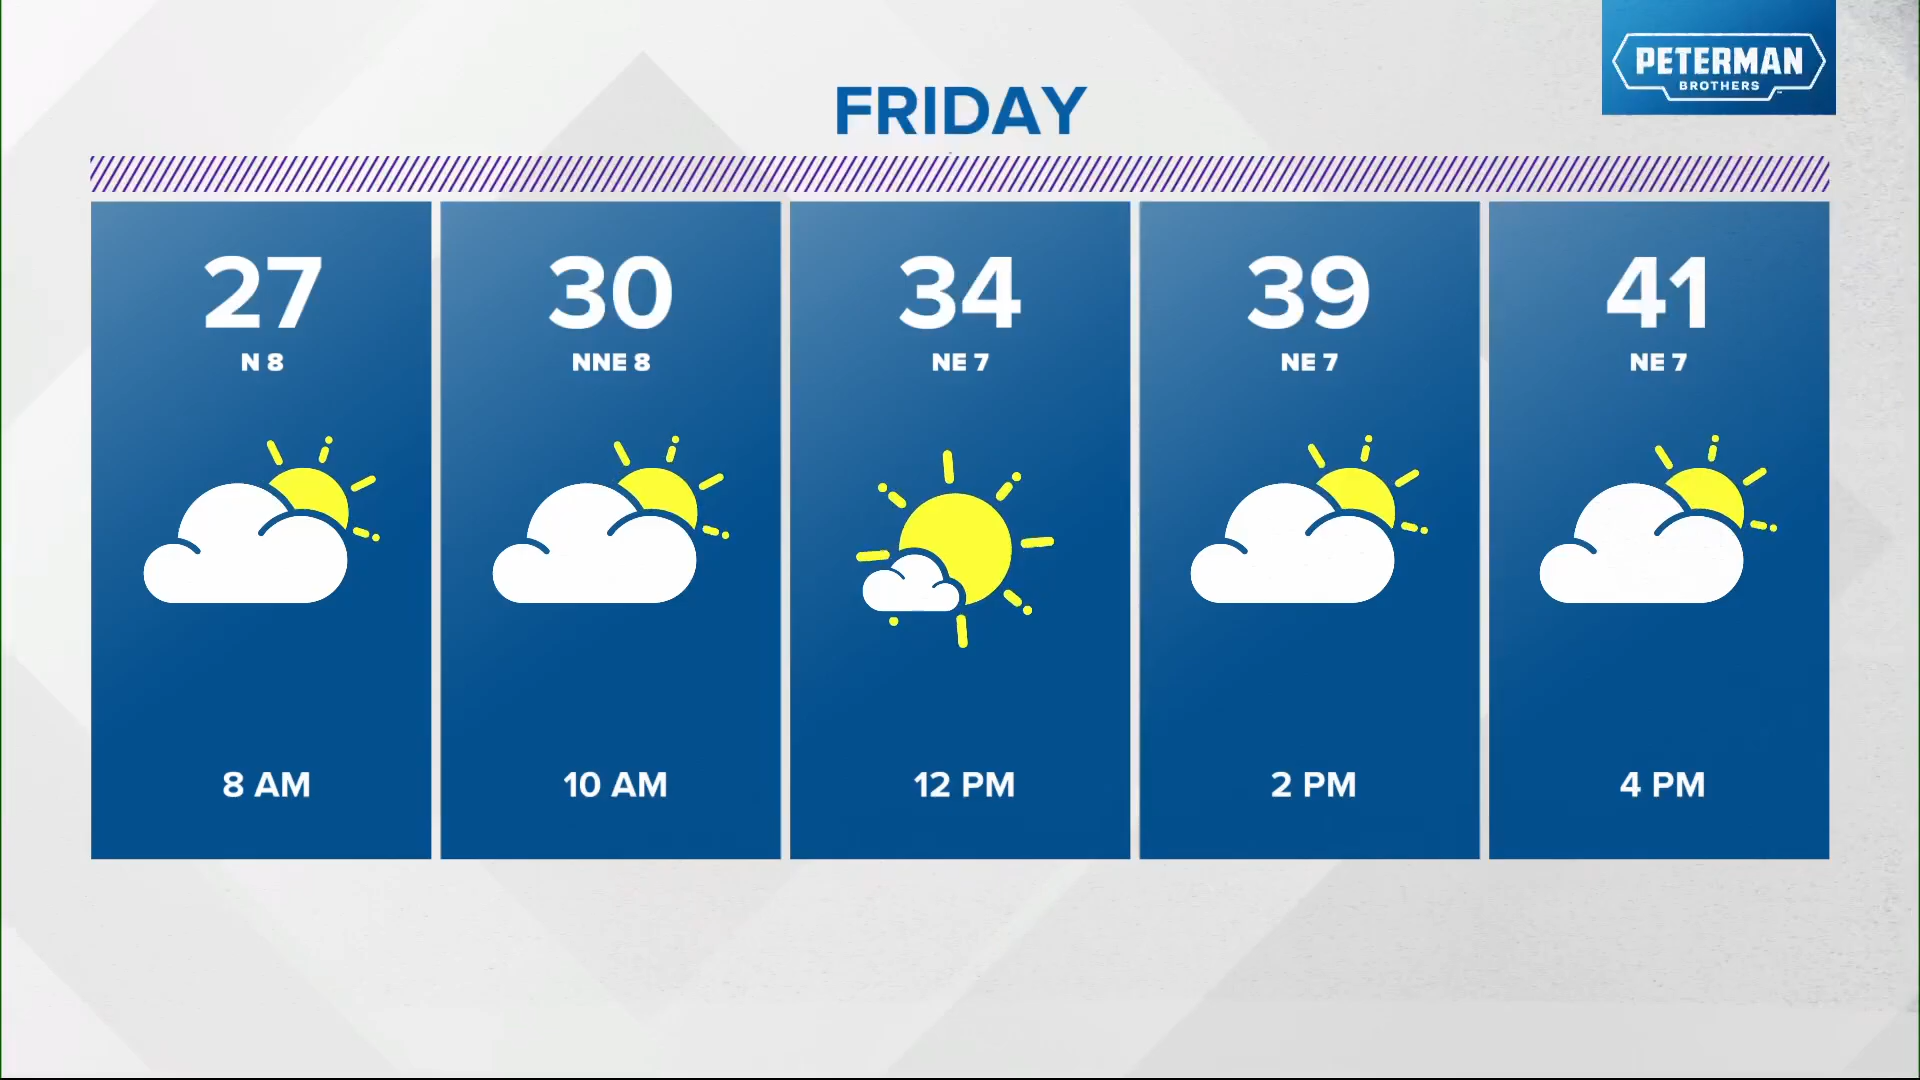 PETERMAN
BROTHERS
FRIDAY
27 30 34 39 41
N 8 NNE 8 NE 7 NE 7 NE 7
8 AM 10 AM 12 PM 2 PM 4 PM